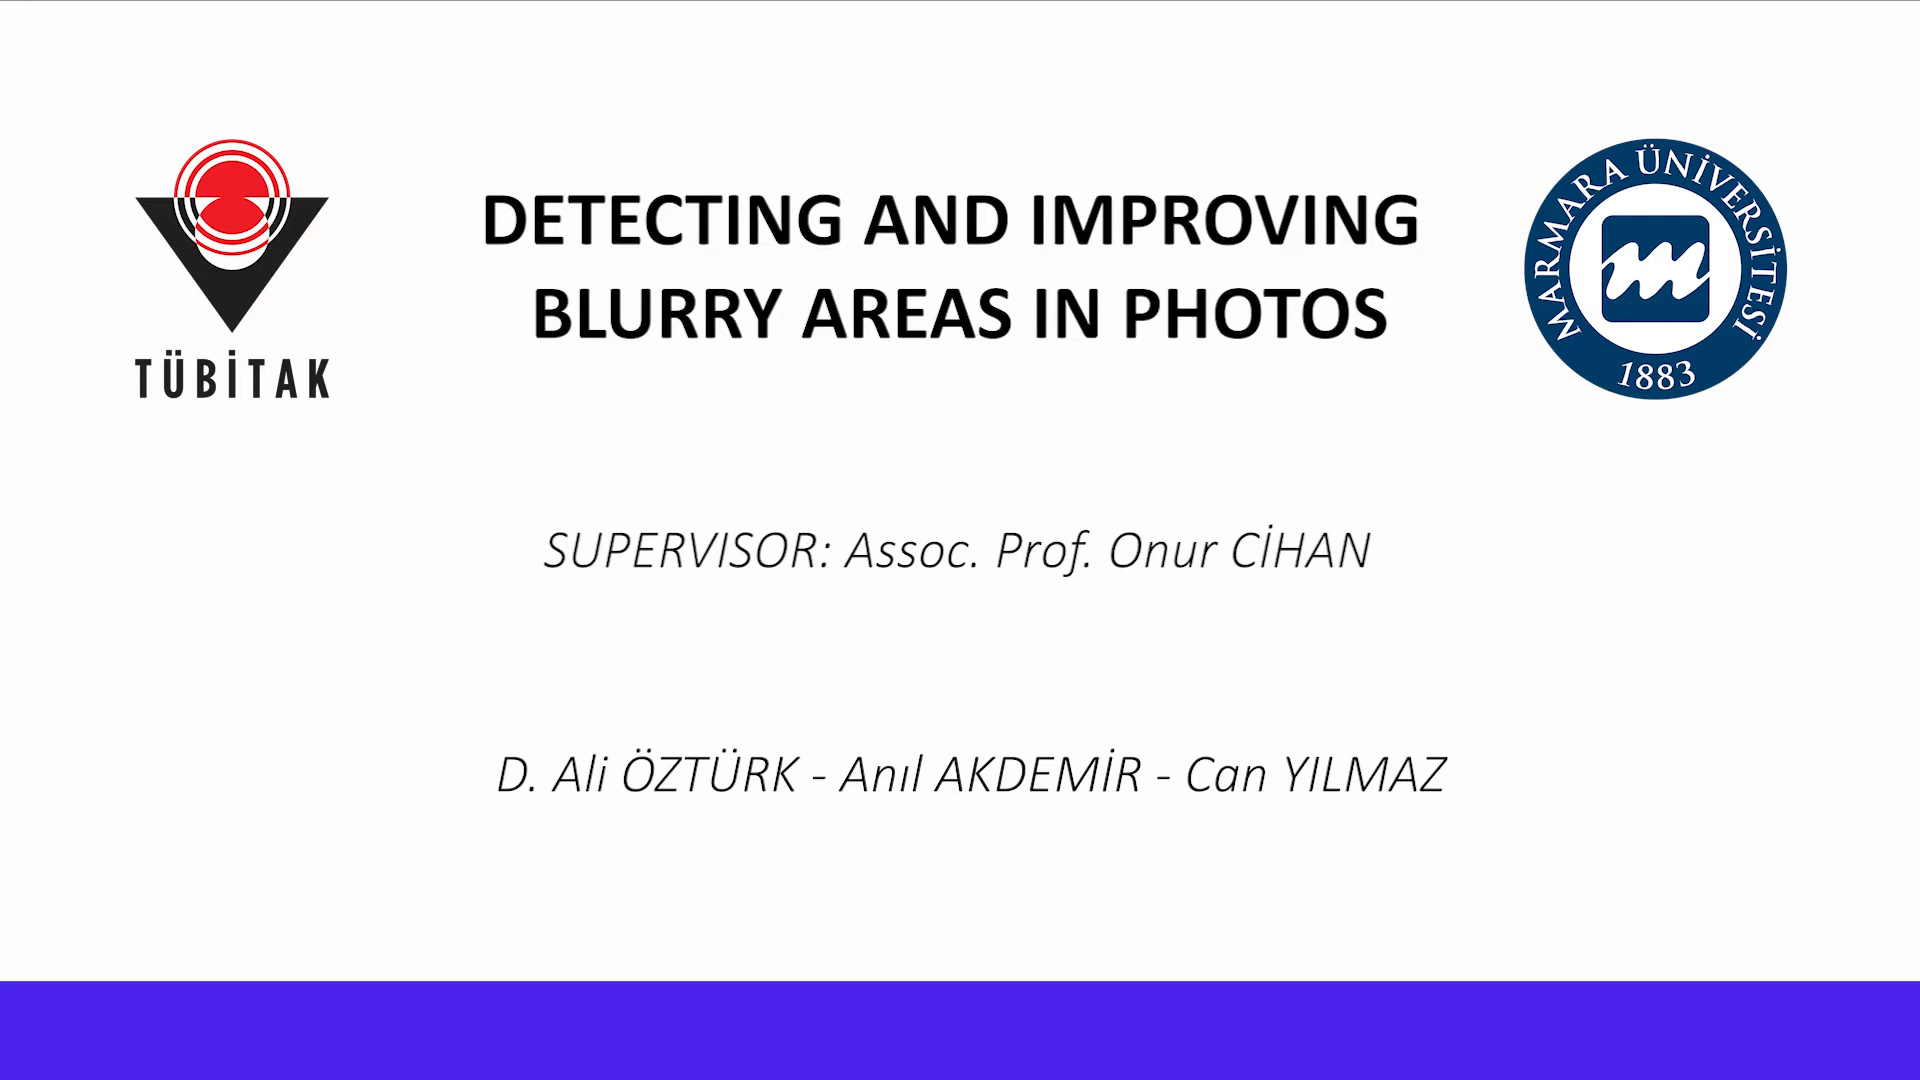 TÜBİTAK
DETECTING AND IMPROVING
BLURRY AREAS IN PHOTOS
MARMARA ÜNİVERSİTESİ
1883
SUPERVISOR: Assoc. Prof. Onur CİHAN
D. Ali ÖZTÜRK - Anıl AKDEMİR - Can YILMAZ